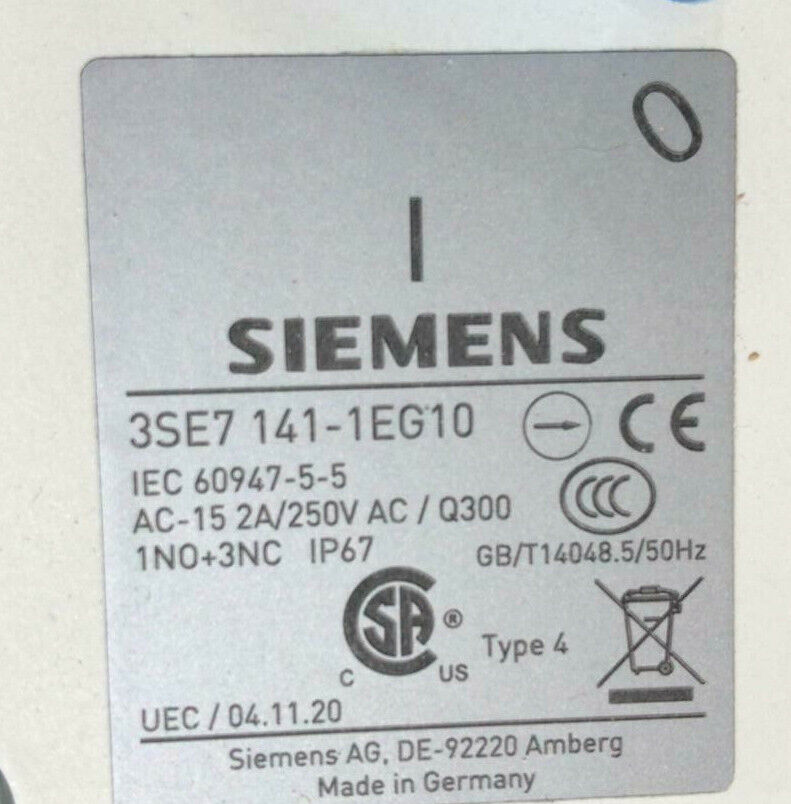 O
I
SIEMENS
3SE7 141-1EG10 CE
IEC 60947-5-5
AC-15 2A/250V AC / Q300 CCC
1NO+3NC IP67 GB/T14048.5/50Hz
CSA ®
C US Type 4
UEC / 04.11.20
Siemens AG, DE-92220 Amberg
Made in Germany